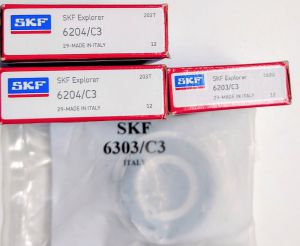 SKF
SKF Explorer
203T
6204/C3
29-MADE IN ITALY
12
SKF
SKF Explorer
203T
6204/C3
29-MADE IN ITALY
12
SKF
SKF Explorer
6203/C3
29-MADE IN ITALY
12
SKF
6303/C3
ITALY